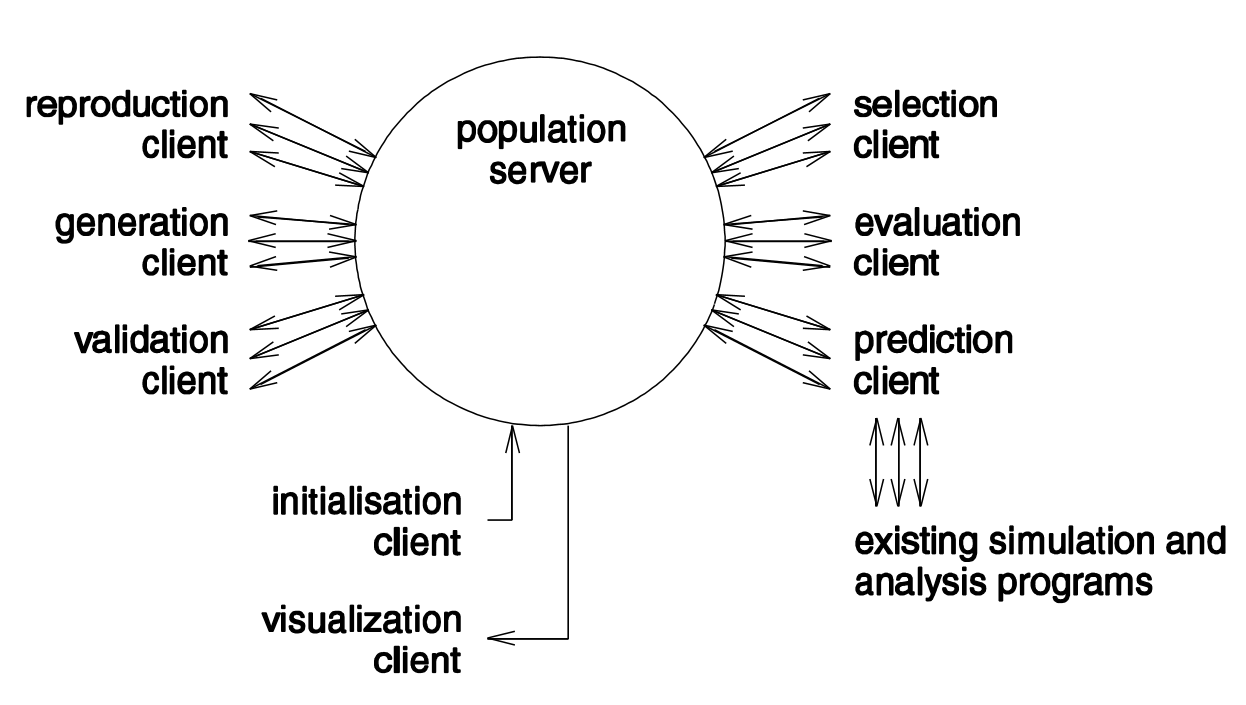 reproduction
client
population
server
selection
client
generation
client
evaluation
client
validation
client
prediction
client
initialisation
client
existing simulation and
analysis programs
visualization
client